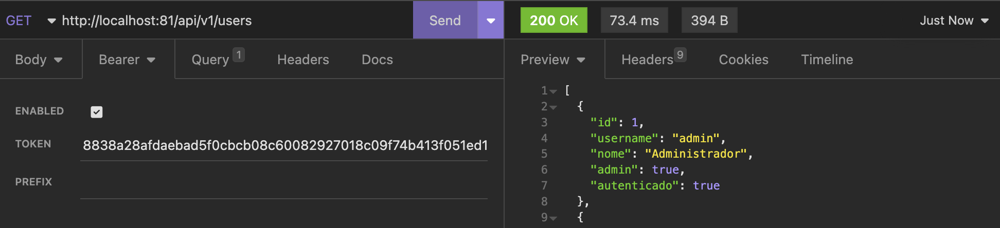 GET http://localhost:81/api/v1/users Send
Body Bearer Query 1 Headers Docs
ENABLED
TOKEN 8838a28afdaebad5f0cbcb08c60082927018c09f74b413f051ed1
PREFIX
200 OK 73.4 ms 394 B Just Now
Preview Headers 9 Cookies Timeline
1 [
2 {
3 "id": 1,
4 "username": "admin",
5 "nome": "Administrador",
6 "admin": true,
7 "autenticado": true
8 },
9 {